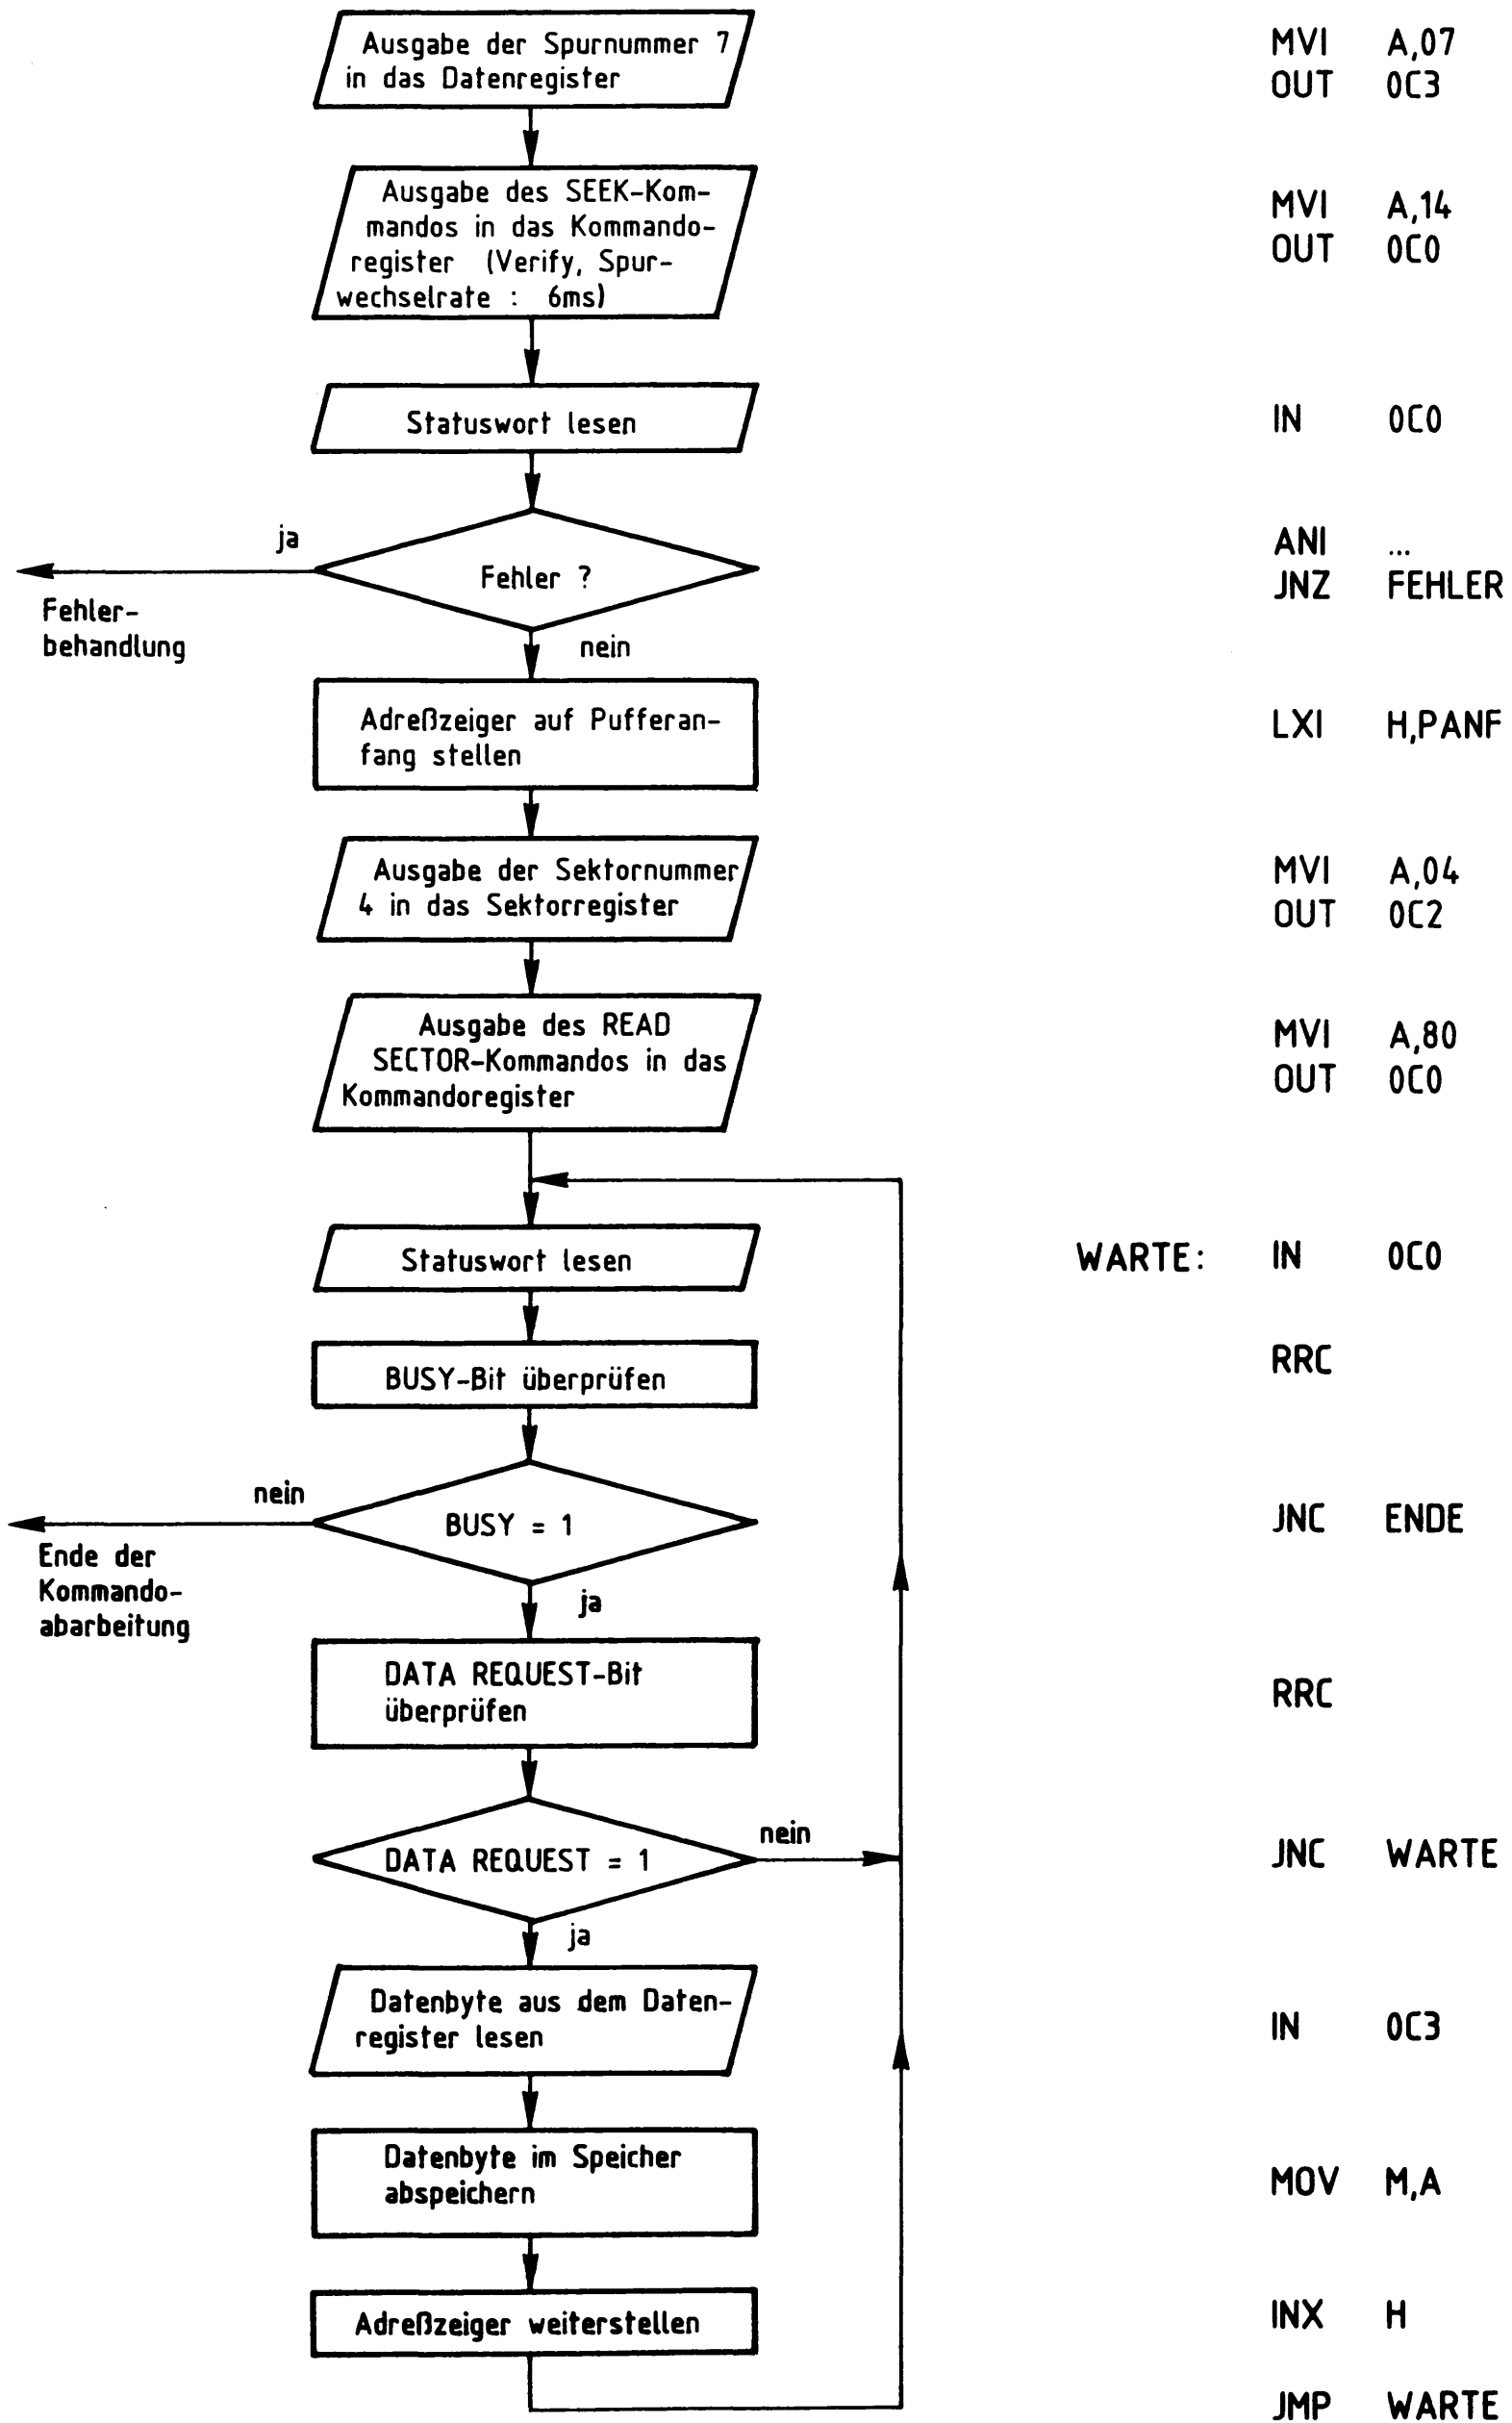 Ausgabe der Spurnummer 7
in das Datenregister
MVI A,07
OUT 0C3
Ausgabe des SEEK-Kom-
mandos in das Kommando-
register (Verify, Spur-
wechselrate : 6ms)
MVI A,14
OUT 0C0
Statuswort lesen
IN 0C0
Fehler ?
ja
Fehler-
behandlung
nein
ANI ...
JNZ FEHLER
Adreßzeiger auf Pufferan-
fang stellen
LXI H,PANF
Ausgabe der Sektornummer
4 in das Sektorregister
MVI A,04
OUT 0C2
Ausgabe des READ
SECTOR-Kommandos in das
Kommandoregister
MVI A,80
OUT 0C0
Statuswort lesen
WARTE: IN 0C0
BUSY-Bit überprüfen
RRC
BUSY = 1
nein
Ende der
Kommando-
abarbeitung
ja
JNC ENDE
DATA REQUEST-Bit
überprüfen
RRC
DATA REQUEST = 1
nein
ja
JNC WARTE
Datenbyte aus dem Daten-
register lesen
IN 0C3
Datenbyte im Speicher
abspeichern
MOV M,A
Adreßzeiger weiterstellen
INX H
JMP WARTE